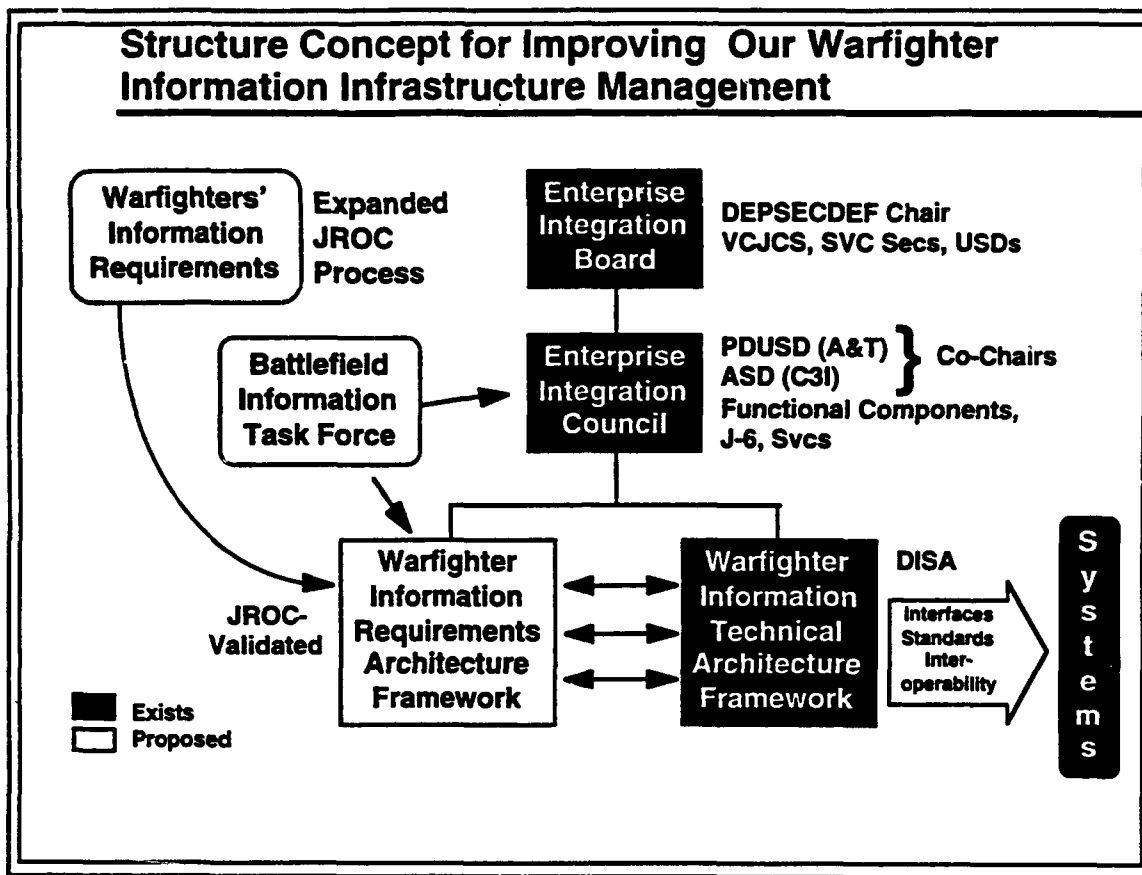 Structure Concept for Improving Our Warfighter
Information Infrastructure Management
Warfighters'
Information
Requirements
Expanded
JROC
Process
Enterprise
Integration
Board
DEPSECDEF Chair
VCJCS, SVC Secs, USDs
Battlefield
Information
Task Force
Enterprise
Integration
Council
PDUSD (A&T)
ASD (C3I)
} Co-Chairs
Functional Components,
J-6, Svcs
JROC-
Validated
Warfighter
Information
Requirements
Architecture
Framework
Warfighter
Information
Technical
Architecture
Framework
DISA
Interfaces
Standards
Inter-
operability
Systems
Exists
Proposed